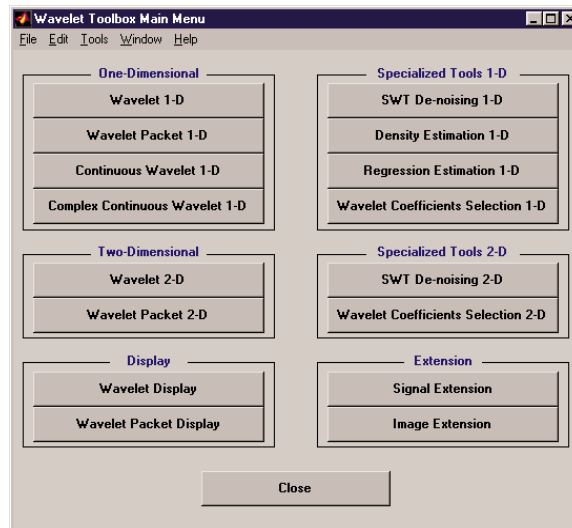 Wavelet Toolbox Main Menu
File Edit Tools Window Help
One-Dimensional
Wavelet 1-D
Wavelet Packet 1-D
Continuous Wavelet 1-D
Complex Continuous Wavelet 1-D
Specialized Tools 1-D
SWT De-noising 1-D
Density Estimation 1-D
Regression Estimation 1-D
Wavelet Coefficients Selection 1-D
Two-Dimensional
Wavelet 2-D
Wavelet Packet 2-D
Specialized Tools 2-D
SWT De-noising 2-D
Wavelet Coefficients Selection 2-D
Display
Wavelet Display
Wavelet Packet Display
Extension
Signal Extension
Image Extension
Close